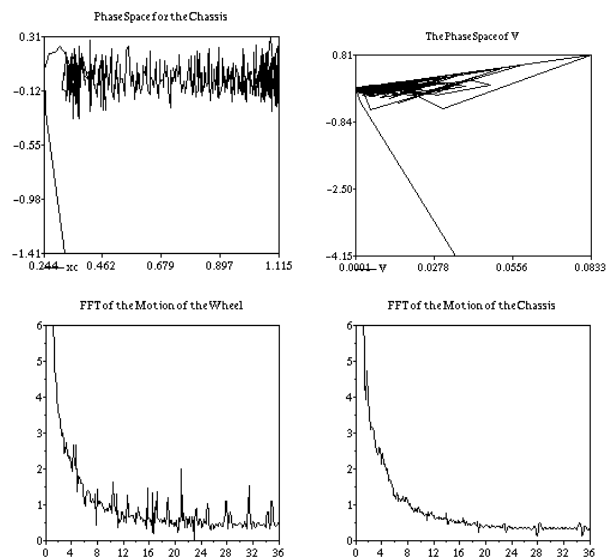 Phase Space for the Chassis
0.31
-0.12
-0.55
-0.98
-1.41
0.244 xc 0.462 0.679 0.897 1.115
The Phase Space of V
0.81
-0.84
-2.50
-4.15
0.0001 V 0.0278 0.0556 0.0833
FFT of the Motion of the Wheel
6
5
4
3
2
1
0
0 4 8 12 16 20 24 28 32 36
FFT of the Motion of the Chassis
6
5
4
3
2
1
0
0 4 8 12 16 20 24 28 32 36